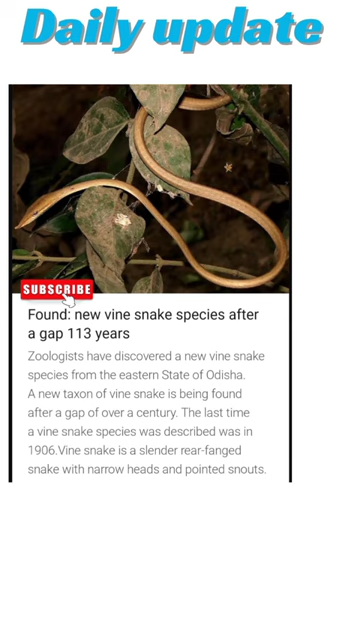 Daily update
SUBSCRIBE
Found: new vine snake species after
a gap 113 years
Zoologists have discovered a new vine snake
species from the eastern State of Odisha.
A new taxon of vine snake is being found
after a gap of over a century. The last time
a vine snake species was described was in
1906.Vine snake is a slender rear-fanged
snake with narrow heads and pointed snouts.